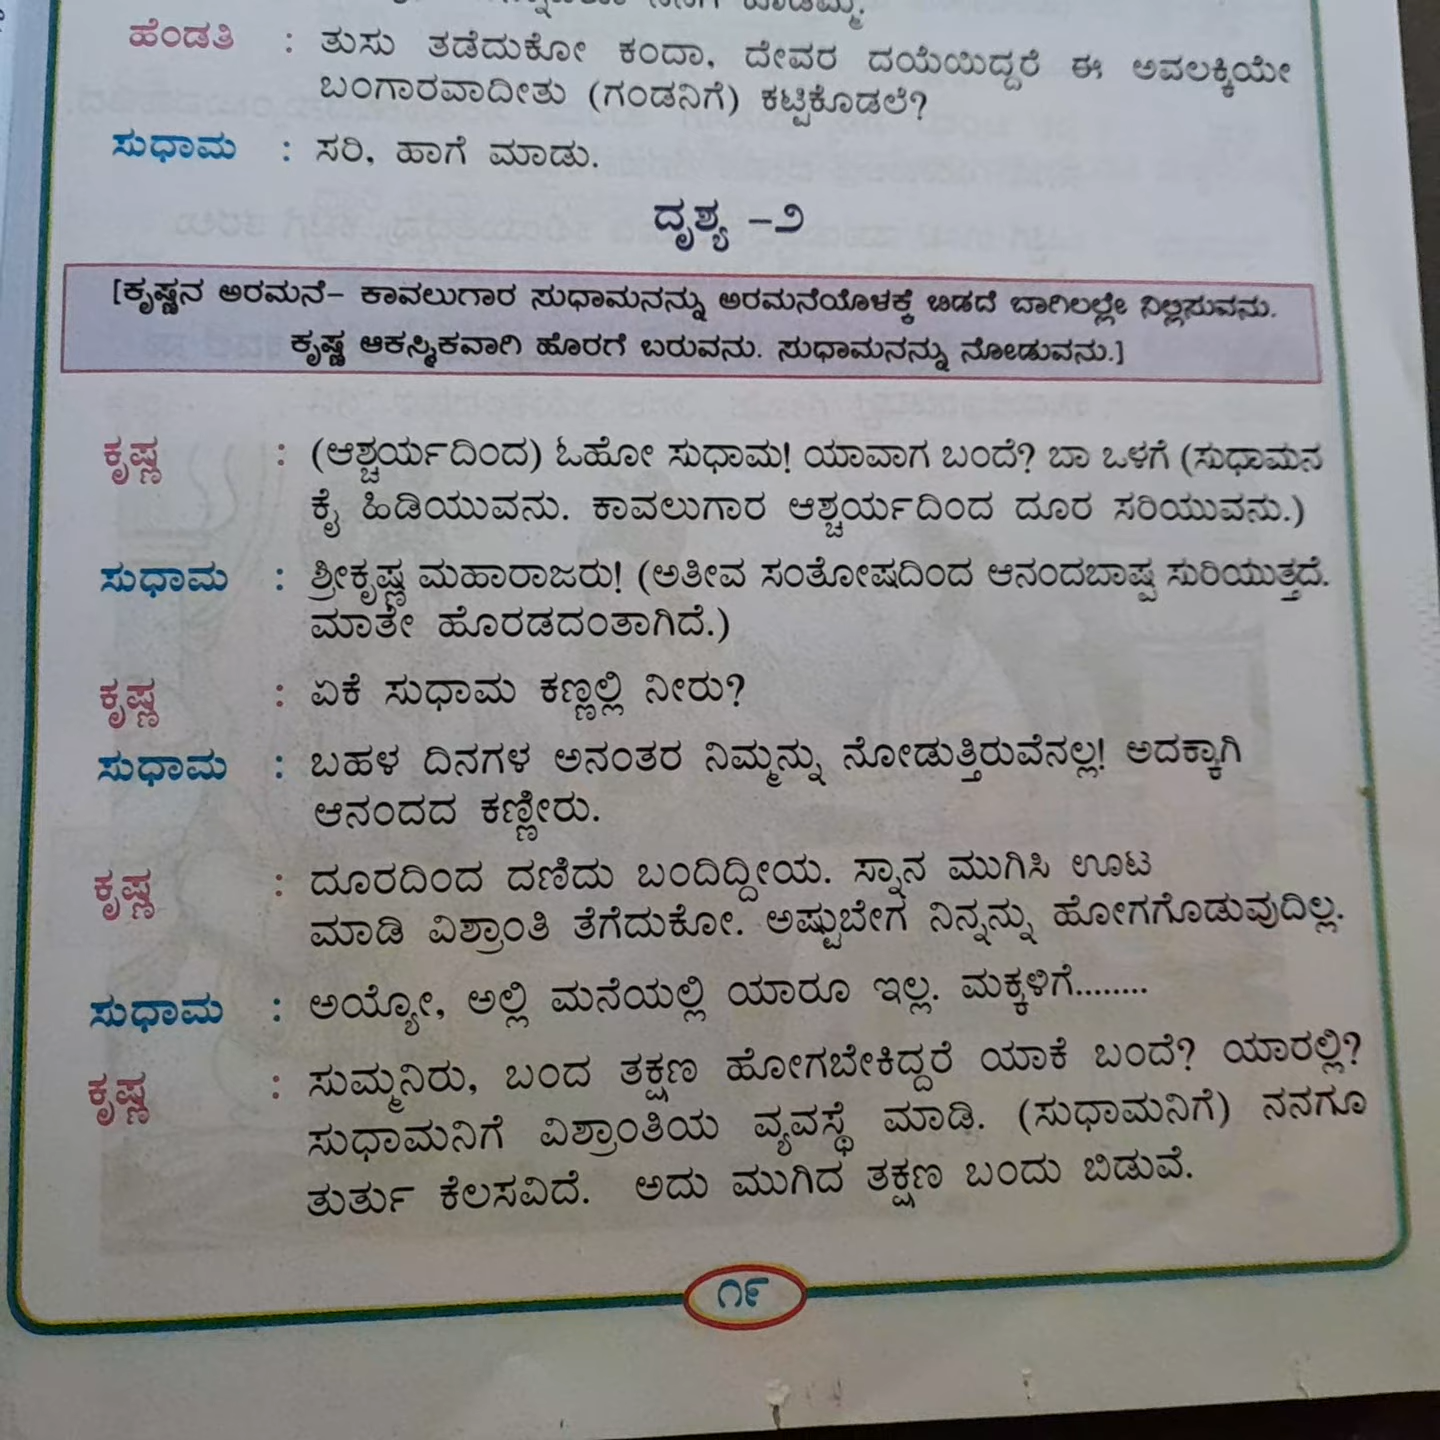 ಹೆಂಡತಿ : ತುಸು ತಡೆದುಕೋ ಕಂದಾ, ದೇವರ ದಯೆಯಿದ್ದರೆ ಈ ಅವಲಕ್ಕಿಯೇ
ಬಂಗಾರವಾದೀತು (ಗಂಡನಿಗೆ) ಕಟ್ಟಿಕೊಡಲೆ?
ಸುಧಾಮ : ಸರಿ, ಹಾಗೆ ಮಾಡು.
ದೃಶ್ಯ -೨
[ಕೃಷ್ಣನ ಅರಮನೆ- ಕಾವಲುಗಾರ ಸುಧಾಮನನ್ನು ಅರಮನೆಯೊಳಕ್ಕೆ ಬಿಡದೆ ಬಾಗಿಲಲ್ಲೇ ನಿಲ್ಲಿಸುವನು.
ಕೃಷ್ಣ ಆಕಸ್ಮಿಕವಾಗಿ ಹೊರಗೆ ಬರುವನು. ಸುಧಾಮನನ್ನು ನೋಡುವನು.]
ಕೃಷ್ಣ : (ಆಶ್ಚರ್ಯದಿಂದ) ಓಹೋ ಸುಧಾಮ! ಯಾವಾಗ ಬಂದೆ? ಬಾ ಒಳಗೆ (ಸುಧಾಮನ
ಕೈ ಹಿಡಿಯುವನು. ಕಾವಲುಗಾರ ಆಶ್ಚರ್ಯದಿಂದ ದೂರ ಸರಿಯುವನು.)
ಸುಧಾಮ : ಶ್ರೀಕೃಷ್ಣ ಮಹಾರಾಜರು! (ಅತೀವ ಸಂತೋಷದಿಂದ ಆನಂದಬಾಷ್ಪ ಸುರಿಯುತ್ತದೆ.
ಮಾತೇ ಹೊರಡದಂತಾಗಿದೆ.)
ಕೃಷ್ಣ : ಏಕೆ ಸುಧಾಮ ಕಣ್ಣಲ್ಲಿ ನೀರು?
ಸುಧಾಮ : ಬಹಳ ದಿನಗಳ ಅನಂತರ ನಿಮ್ಮನ್ನು ನೋಡುತ್ತಿರುವೆನಲ್ಲ! ಅದಕ್ಕಾಗಿ
ಆನಂದದ ಕಣ್ಣೀರು.
ಕೃಷ್ಣ : ದೂರದಿಂದ ದಣಿದು ಬಂದಿದ್ದೀಯ. ಸ್ನಾನ ಮುಗಿಸಿ ಊಟ
ಮಾಡಿ ವಿಶ್ರಾಂತಿ ತೆಗೆದುಕೋ. ಅಷ್ಟುಬೇಗ ನಿನ್ನನ್ನು ಹೋಗಗೊಡುವುದಿಲ್ಲ.
ಸುಧಾಮ : ಅಯ್ಯೋ, ಅಲ್ಲಿ ಮನೆಯಲ್ಲಿ ಯಾರೂ ಇಲ್ಲ. ಮಕ್ಕಳಿಗೆ........
ಕೃಷ್ಣ : ಸುಮ್ಮನಿರು, ಬಂದ ತಕ್ಷಣ ಹೋಗಬೇಕಿದ್ದರೆ ಯಾಕೆ ಬಂದೆ? ಯಾರಲ್ಲಿ?
ಸುಧಾಮನಿಗೆ ವಿಶ್ರಾಂತಿಯ ವ್ಯವಸ್ಥೆ ಮಾಡಿ. (ಸುಧಾಮನಿಗೆ) ನನಗೂ
ತುರ್ತು ಕೆಲಸವಿದೆ. ಅದು ಮುಗಿದ ತಕ್ಷಣ ಬಂದು ಬಿಡುವೆ.
೧೯